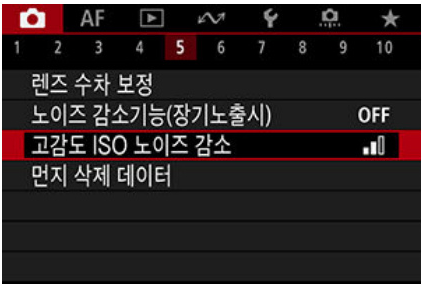 AF
1 2 3 4 5 6 7 8 9 10
렌즈 수차 보정
노이즈 감소기능(장기노출시) OFF
고감도 ISO 노이즈 감소
먼지 삭제 데이터